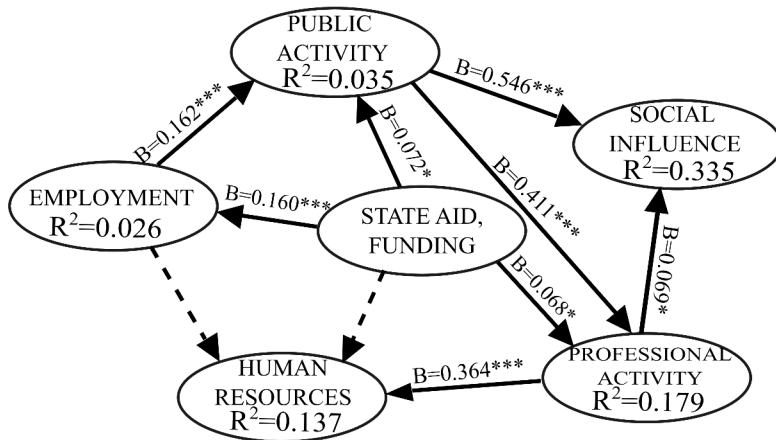 PUBLIC
ACTIVITY
R²=0.035
B=0.546***
B=0.162***
SOCIAL
INFLUENCE
R²=0.335
B=0.072*
B=0.411***
EMPLOYMENT
R²=0.026
B=0.160***
STATE AID,
FUNDING
B=0.069*
B=0.068*
HUMAN
RESOURCES
R²=0.137
B=0.364***
PROFESSIONAL
ACTIVITY
R²=0.179